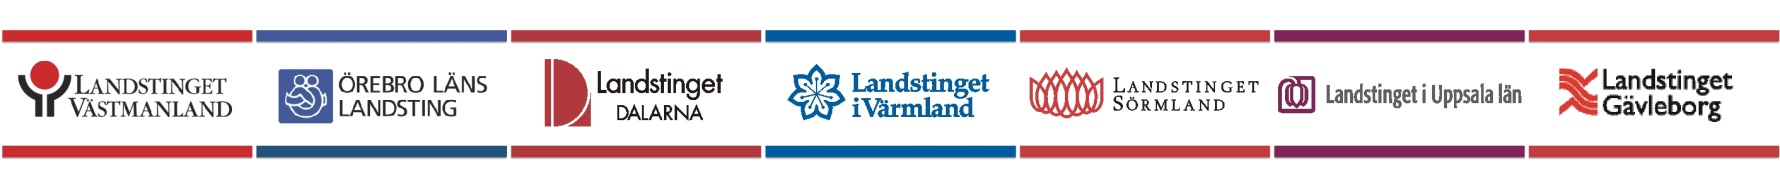 LANDSTINGET
VÄSTMANLAND
ÖREBRO LÄNS
LANDSTING
Landstinget
DALARNA
Landstinget
i Värmland
LANDSTINGET
SÖRMLAND
Landstinget i Uppsala län
Landstinget
Gävleborg